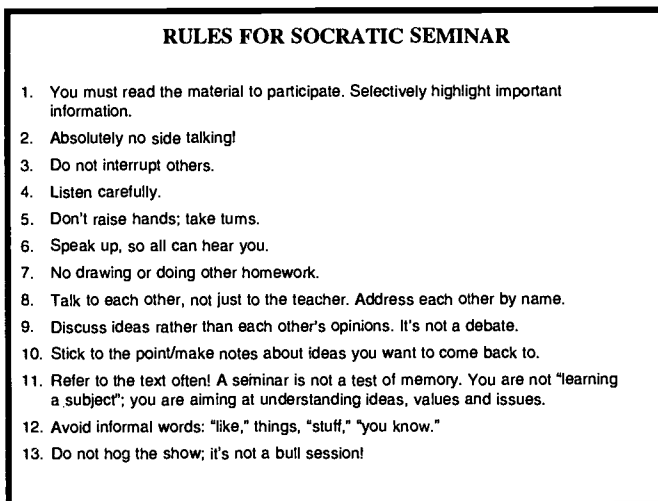 RULES FOR SOCRATIC SEMINAR
1. You must read the material to participate. Selectively highlight important
information.
2. Absolutely no side talking!
3. Do not interrupt others.
4. Listen carefully.
5. Don't raise hands; take turns.
6. Speak up, so all can hear you.
7. No drawing or doing other homework.
8. Talk to each other, not just to the teacher. Address each other by name.
9. Discuss ideas rather than each other's opinions. It's not a debate.
10. Stick to the point/make notes about ideas you want to come back to.
11. Refer to the text often! A seminar is not a test of memory. You are not "learning
a subject"; you are aiming at understanding ideas, values and issues.
12. Avoid informal words: "like," things, "stuff," "you know."
13. Do not hog the show; it's not a bull session!